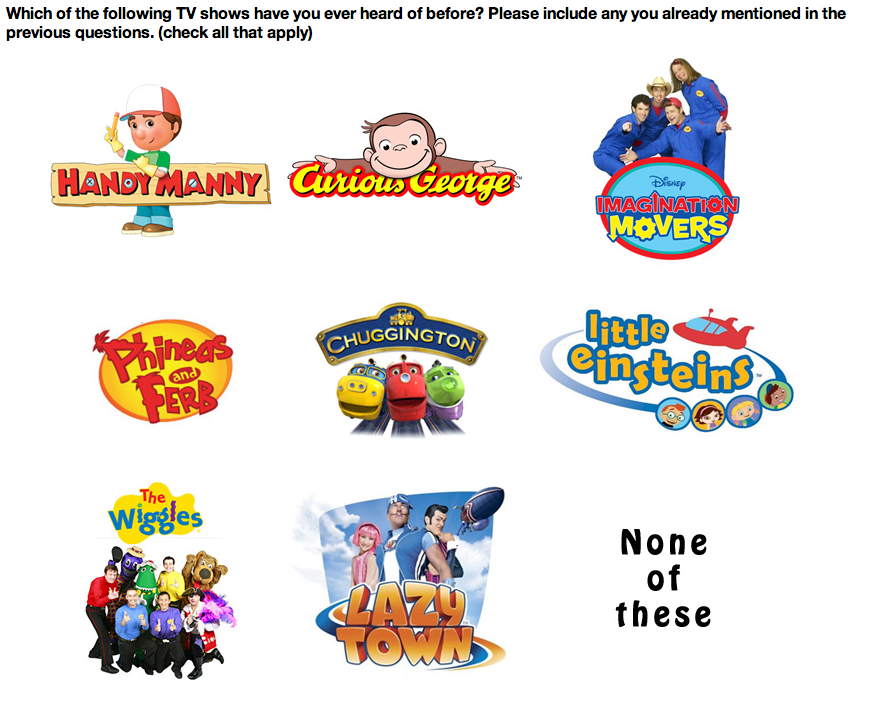 Which of the following TV shows have you ever heard of before? Please include any you already mentioned in the
previous questions. (check all that apply)
HANDY MANNY
Curious George
TM
Disney
IMAGINATION
MOVERS
Phineas
and
FERB
CHUGGINGTON
little
einsteins
TM
The
Wiggles
LAZY
TOWN
None
of
these